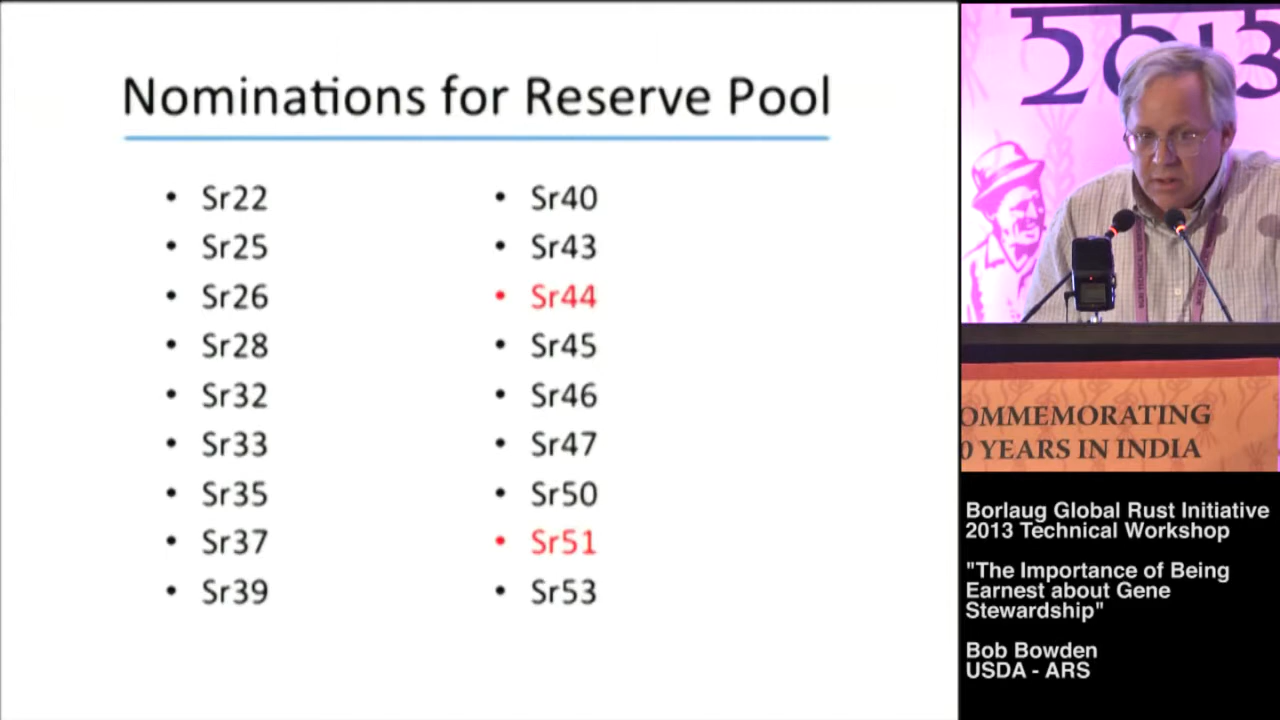 Nominations for Reserve Pool
• Sr22
• Sr25
• Sr26
• Sr28
• Sr32
• Sr33
• Sr35
• Sr37
• Sr39
• Sr40
• Sr43
• Sr44
• Sr45
• Sr46
• Sr47
• Sr50
• Sr51
• Sr53
2013
OMMEMORATING
0 YEARS IN INDIA
Borlaug Global Rust Initiative
2013 Technical Workshop
"The Importance of Being
Earnest about Gene
Stewardship"
Bob Bowden
USDA - ARS